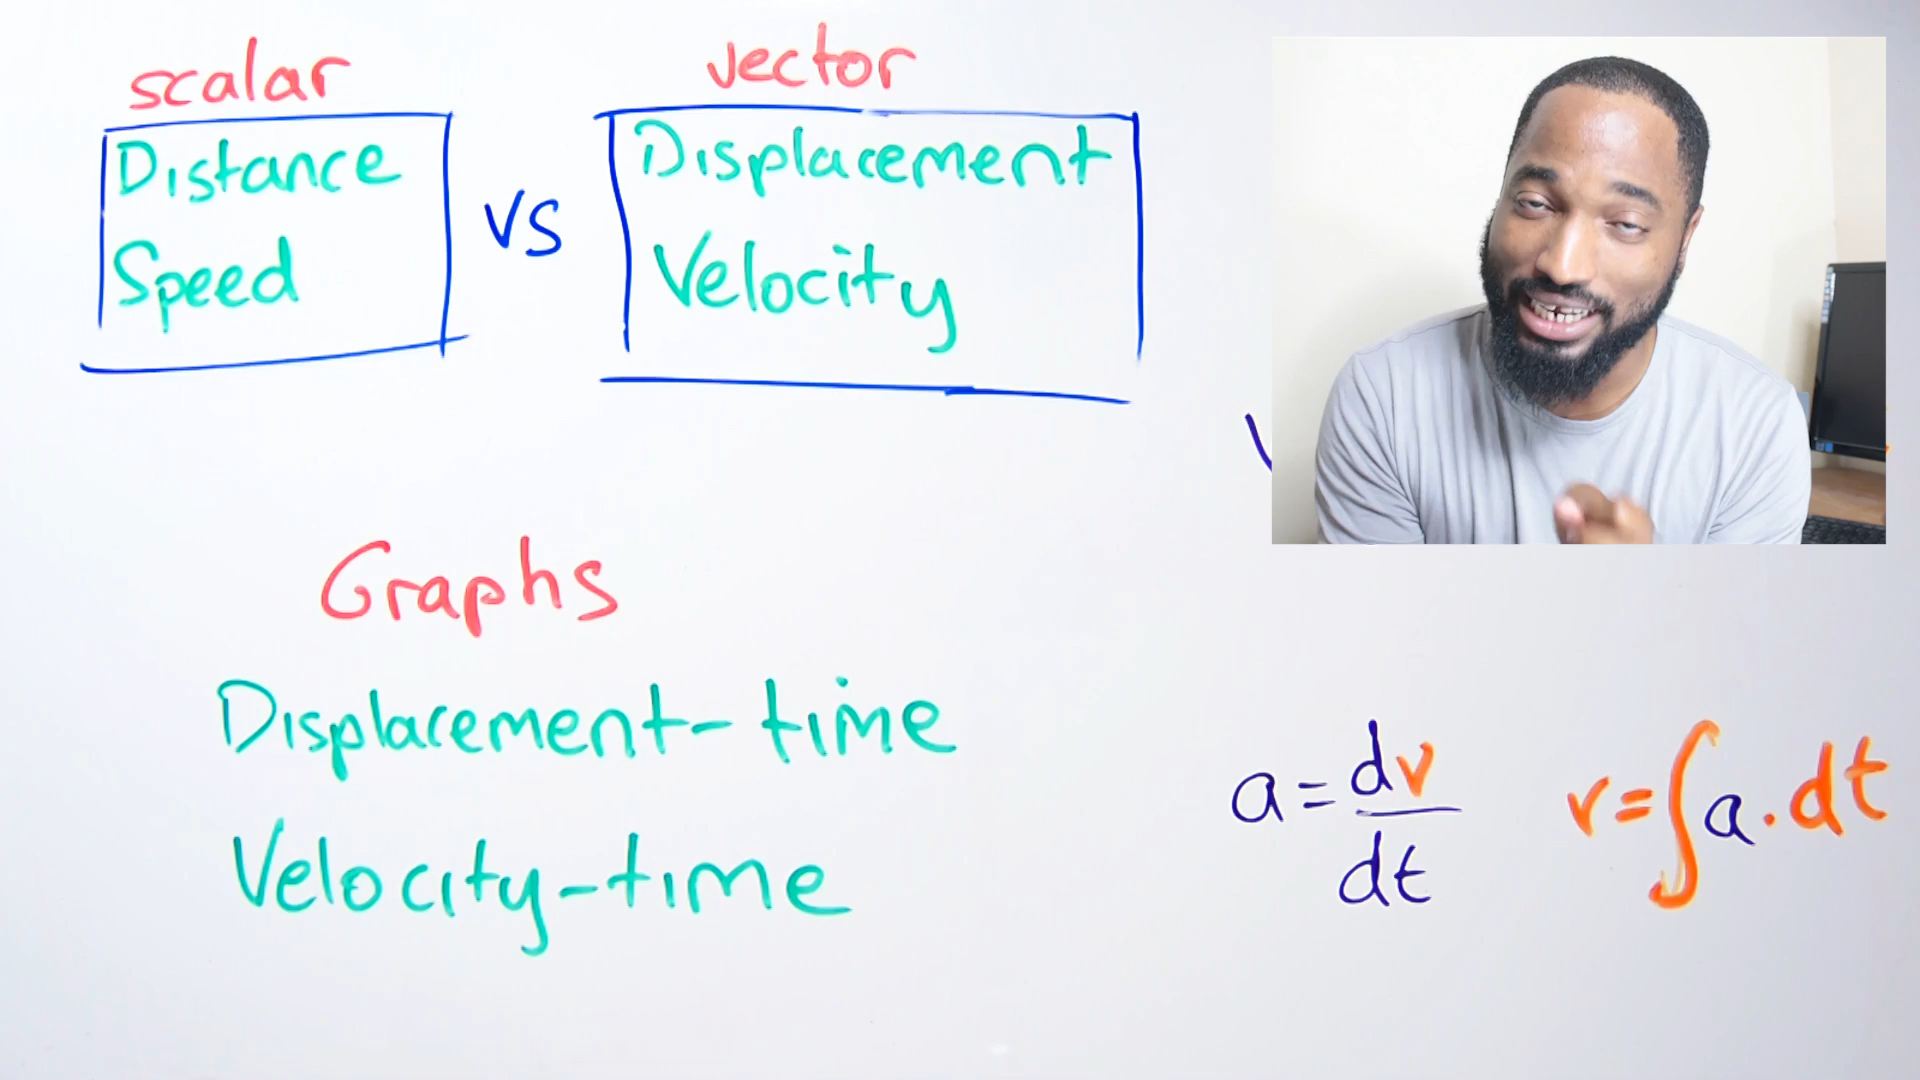 scalar
vector
Distance
Speed
vs
Displacement
Velocity
Graphs
Displacement-time
Velocity-time
a = dv/dt
v = ∫a.dt